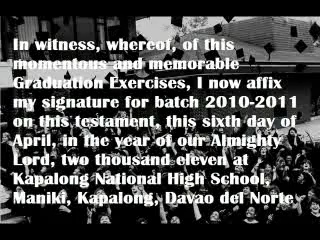 In witness, whereof, of this
momentous and memorable
Graduation Exercises, I now affix
my signature for batch 2010-2011
on this testament, this sixth day of
April, in the year of our Almighty
Lord, two thousand eleven at
Kapalong National High School,
Maniki, Kapalong, Davao del Norte